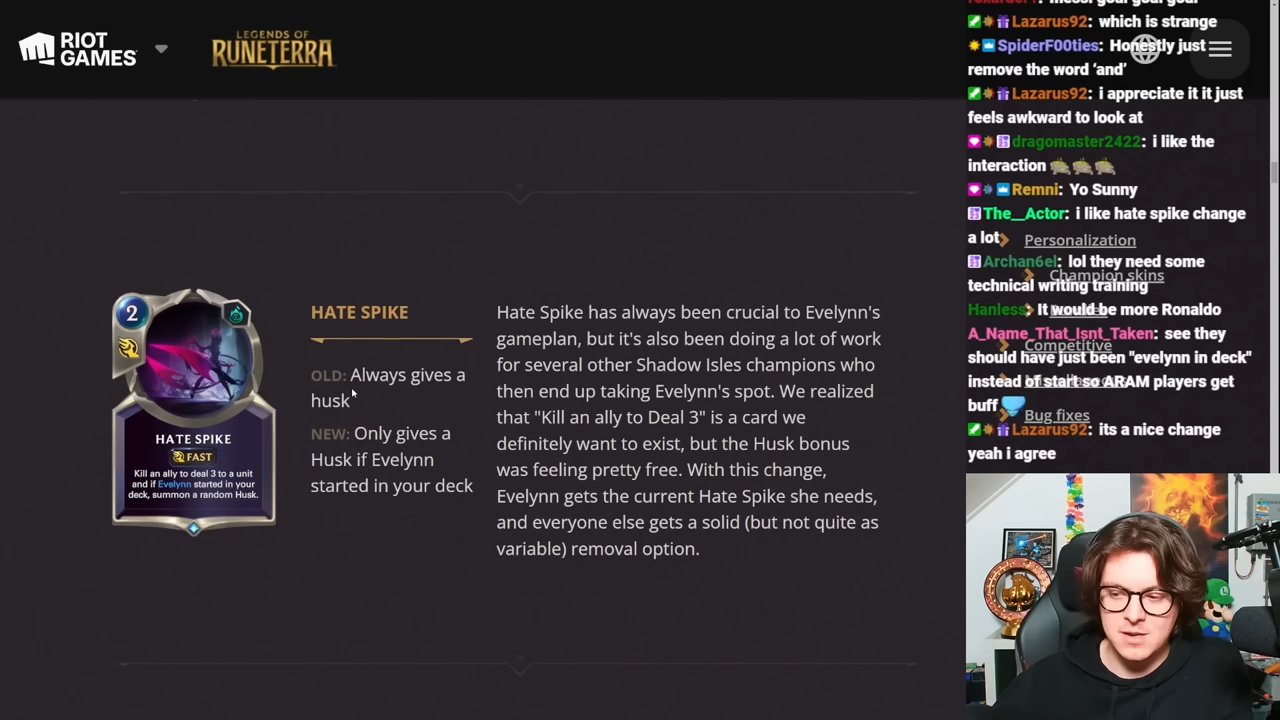 RIOT
GAMES
LEGENDS OF
RUNETERRA
2
HATE SPIKE
FAST
Kill an ally to deal 3 to a unit
and if Evelynn started in your
deck, summon a random Husk.
HATE SPIKE
OLD: Always gives a
husk
NEW: Only gives a
Husk if Evelynn
started in your deck
Hate Spike has always been crucial to Evelynn's
gameplan, but it's also been doing a lot of work
for several other Shadow Isles champions who
then end up taking Evelynn's spot. We realized
that "Kill an ally to Deal 3" is a card we
definitely want to exist, but the Husk bonus
was feeling pretty free. With this change,
Evelynn gets the current Hate Spike she needs,
and everyone else gets a solid (but not quite as
variable) removal option.
Lazarus92: which is strange
SpiderF00ties: Honestly just
remove the word ‘and’
Lazarus92: i appreciate it it just
feels awkward to look at
dragomaster2422: i like the
interaction
Remni: Yo Sunny
The__Actor: i like hate spike change
a lot
Personalization
Archan6el: lol they need some
Champion skins
technical writing training
Hanless: It would be more Ronaldo
A_Name_That_Isnt_Taken: see they
Competitive
should have just been "evelynn in deck"
instead of start so ARAM players get
buff
Bug fixes
Lazarus92: its a nice change
yeah i agree